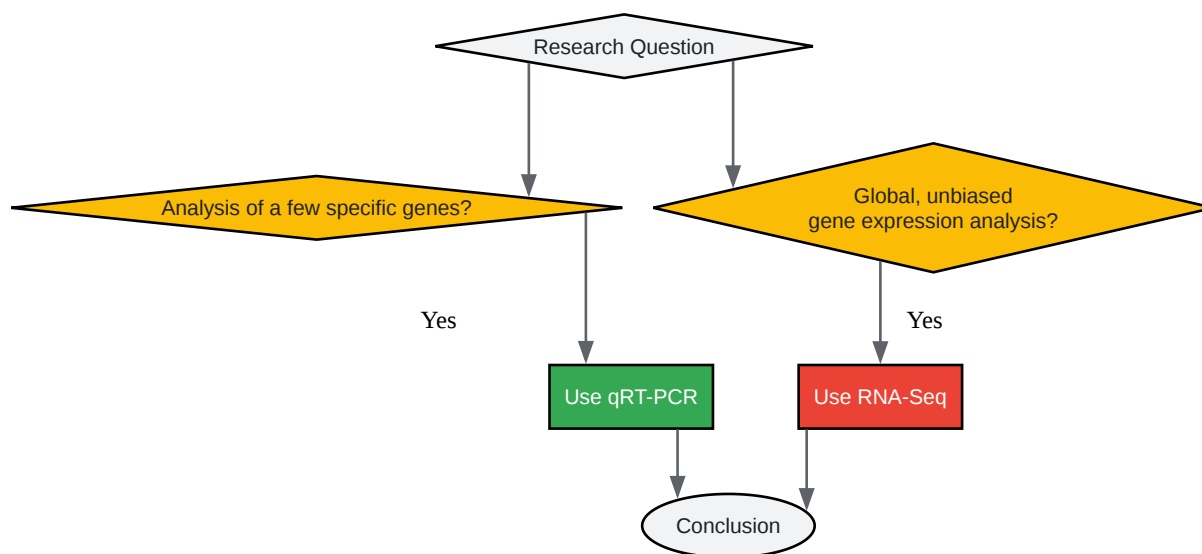 Research Question
Analysis of a few specific genes?
Global, unbiased
gene expression analysis?
Yes
Yes
Use qRT-PCR
Use RNA-Seq
Conclusion